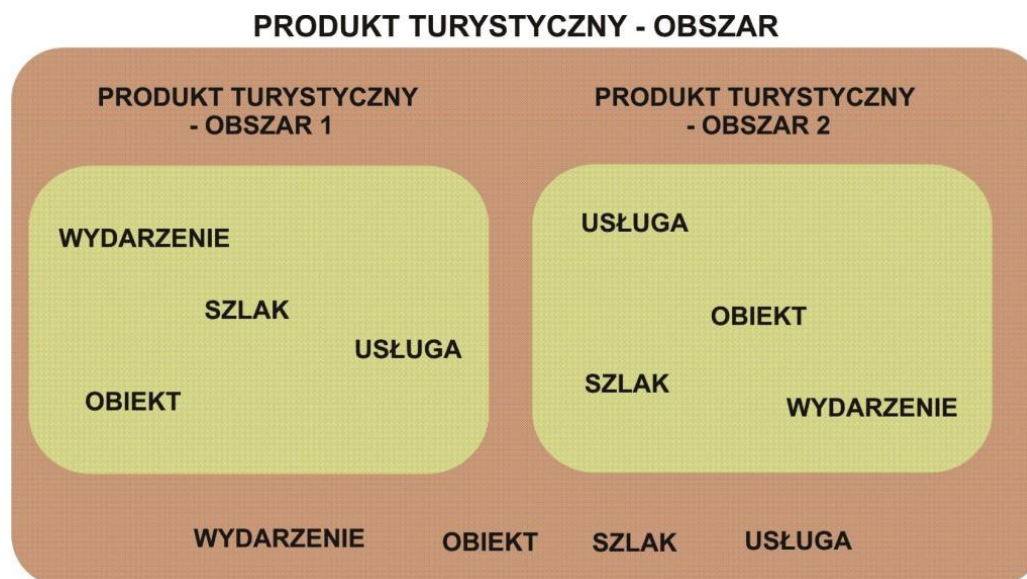 PRODUKT TURYSTYCZNY - OBSZAR
PRODUKT TURYSTYCZNY
- OBSZAR 1
WYDARZENIE
SZLAK
USŁUGA
OBIEKT
PRODUKT TURYSTYCZNY
- OBSZAR 2
USŁUGA
OBIEKT
SZLAK
WYDARZENIE
WYDARZENIE OBIEKT SZLAK USŁUGA